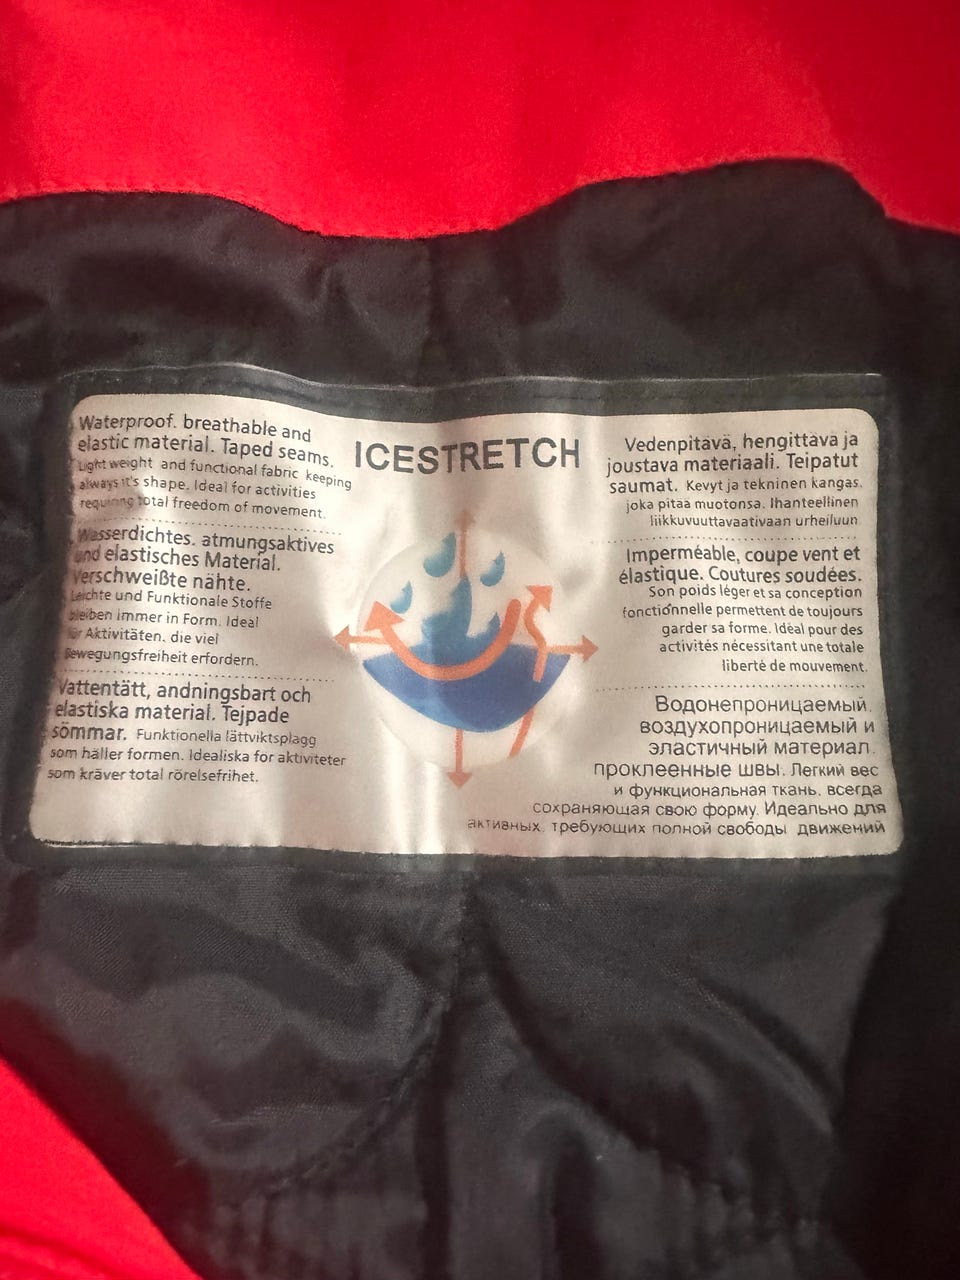 Waterproof. breathable and
elastic material. Taped seams.
Light weight and functional fabric keeping
always it's shape. Ideal for activities
requiring total freedom of movement.
Wasserdichtes. atmungsaktives
und elastisches Material.
verschweißte nähte.
Leichte und Funktionale Stoffe
bleiben immer in Form. Ideal
für Aktivitäten. die viel
Bewegungsfreiheit erfordern.
Vattentätt, andningsbart och
elastiska material. Tejpade
sömmar. Funktionella lättviktsplagg
som håller formen. Idealiska för aktiviteter
som kräver total rörelsefrihet.
ICESTRETCH
Vedenpitävä, hengittävä ja
joustava materiaali. Teipatut
saumat. Kevyt ja tekninen kangas.
joka pitää muotonsa. Ihanteellinen
liikkuvuuttavaativaan urheiluun
Imperméable, coupe vent et
élastique. Coutures soudées.
Son poids léger et sa conception
fonctionnelle permettent de toujours
garder sa forme. Idéal pour des
activités nécessitant une totale
liberté de mouvement.
Водонепроницаемый.
воздухопроницаемый и
эластичный материал.
проклеенные швы. Легкий вес
и функциональная ткань. всегда
сохраняющая свою форму. Идеально для
активных. требующих полной свободы движений